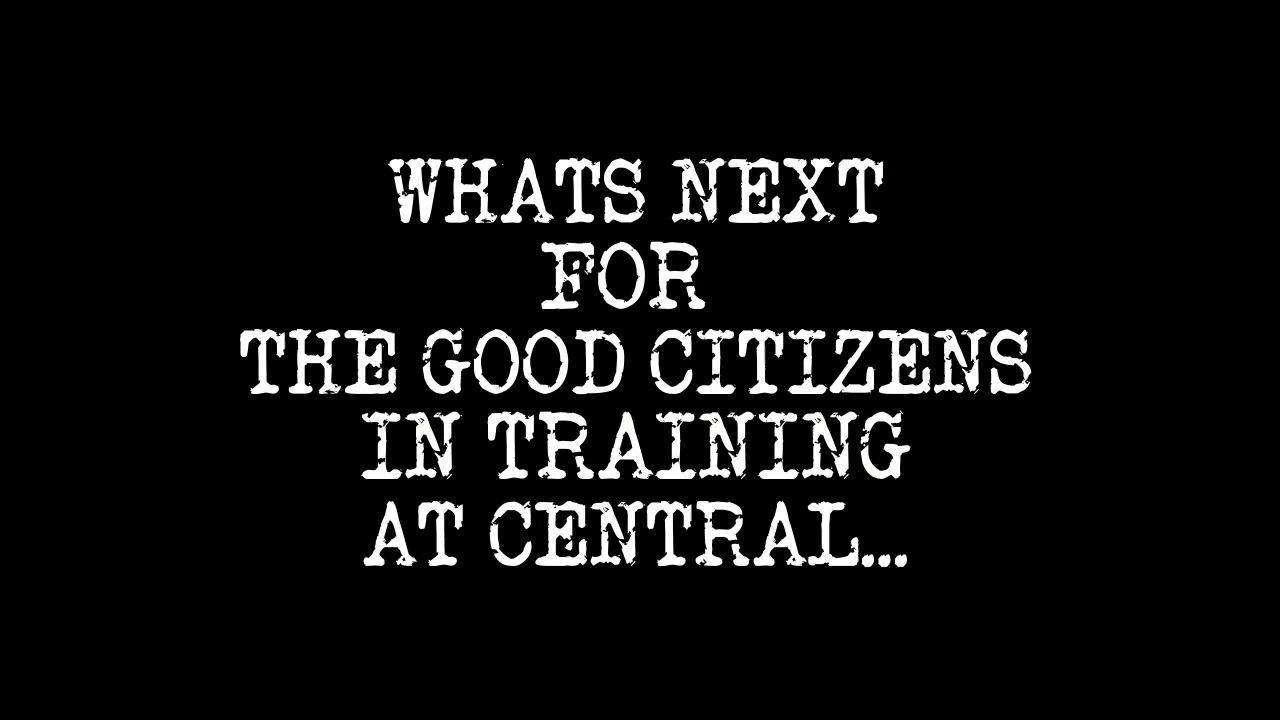 WHATS NEXT
FOR
THE GOOD CITIZENS
IN TRAINING
AT CENTRAL...